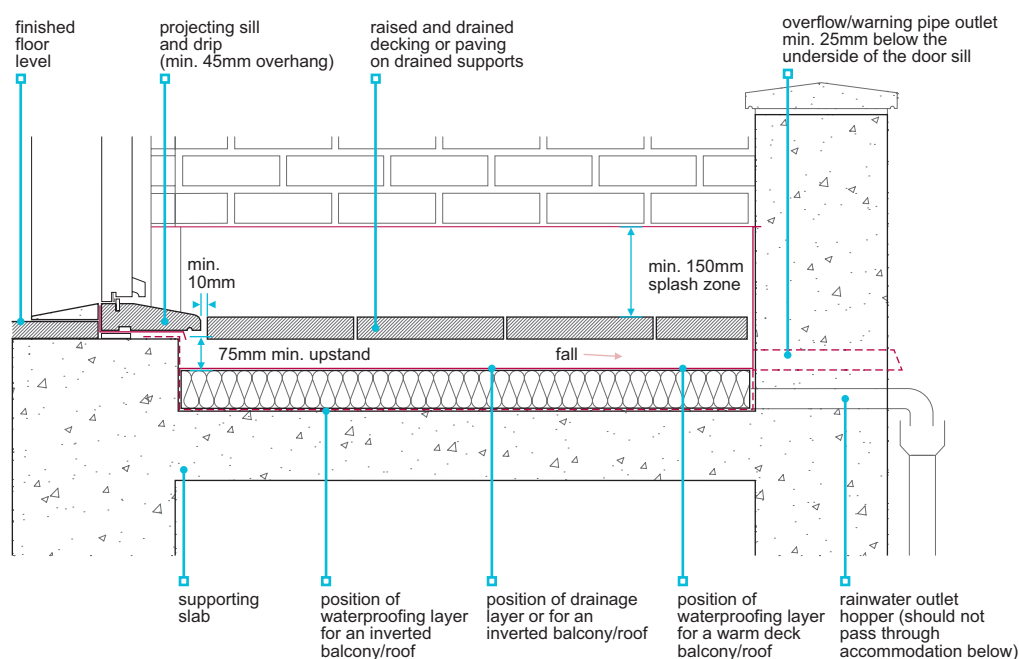 finished
floor
level
projecting sill
and drip
(min. 45mm overhang)
raised and drained
decking or paving
on drained supports
overflow/warning pipe outlet
min. 25mm below the
underside of the door sill
min.
10mm
min. 150mm
splash zone
75mm min. upstand
fall
supporting
slab
position of
waterproofing layer
for an inverted
balcony/roof
position of drainage
layer or for an
inverted balcony/roof
position of
waterproofing layer
for a warm deck
balcony/roof
rainwater outlet
hopper (should not
pass through
accommodation below)